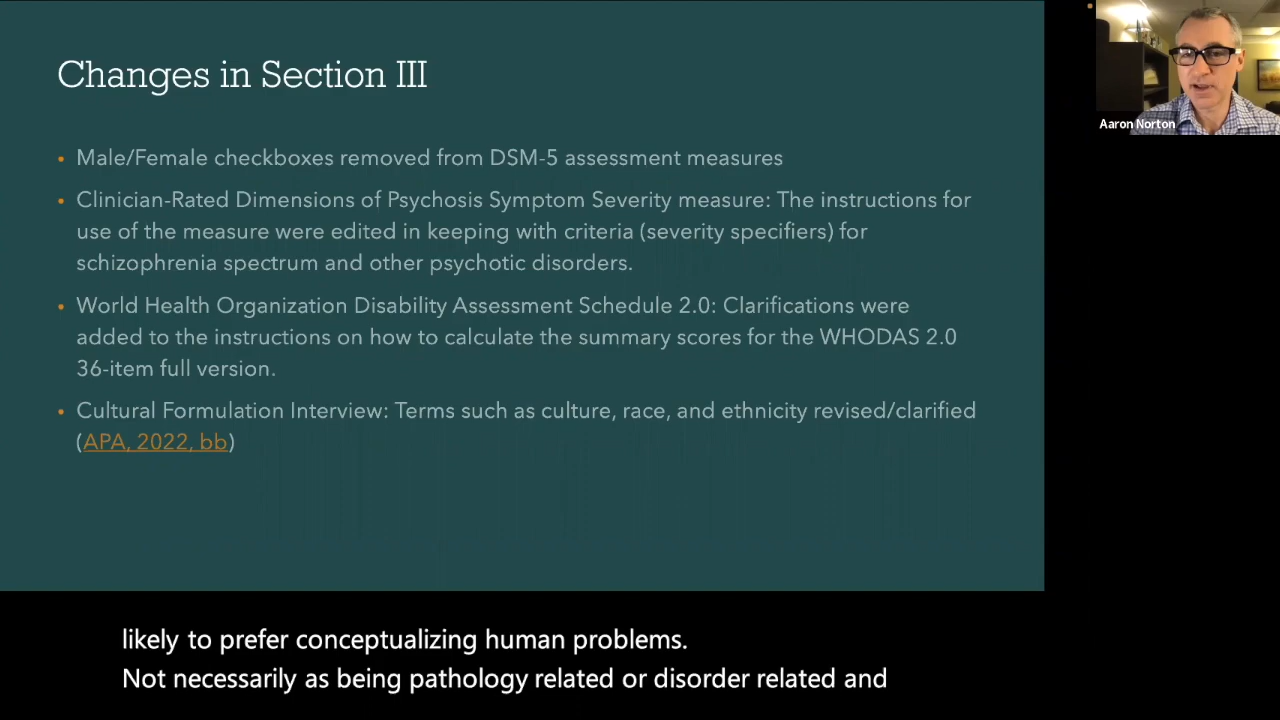 Changes in Section III
• Male/Female checkboxes removed from DSM-5 assessment measures
• Clinician-Rated Dimensions of Psychosis Symptom Severity measure: The instructions for
use of the measure were edited in keeping with criteria (severity specifiers) for
schizophrenia spectrum and other psychotic disorders.
• World Health Organization Disability Assessment Schedule 2.0: Clarifications were
added to the instructions on how to calculate the summary scores for the WHODAS 2.0
36-item full version.
• Cultural Formulation Interview: Terms such as culture, race, and ethnicity revised/clarified
(APA, 2022, bb)
Aaron Norton
likely to prefer conceptualizing human problems.
Not necessarily as being pathology related or disorder related and